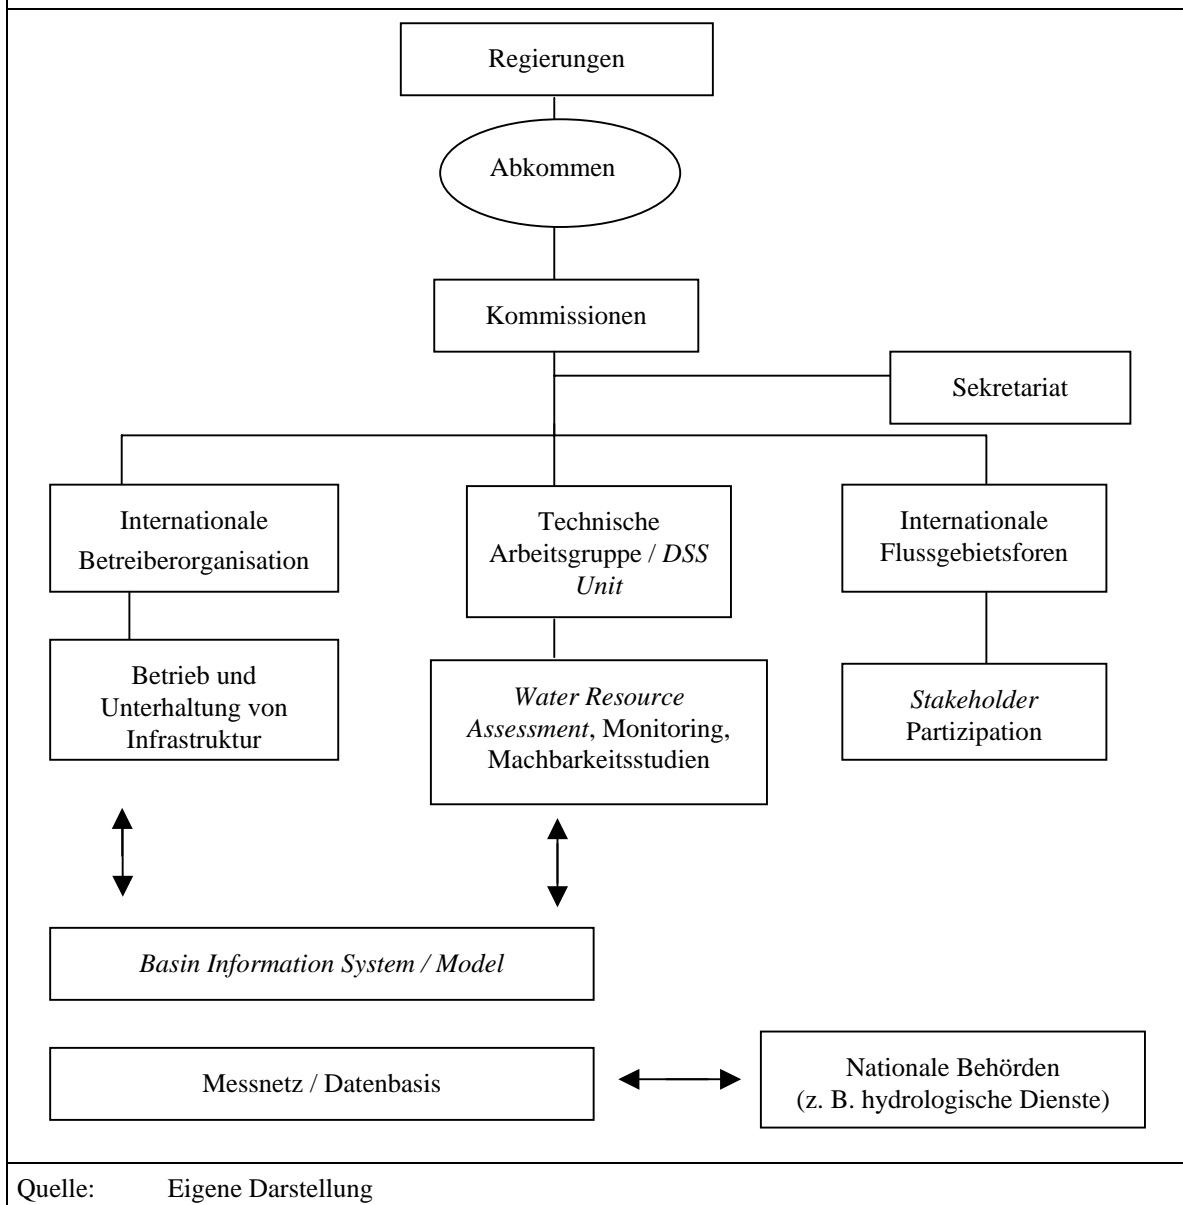 Regierungen
Abkommen
Kommissionen
Sekretariat
Internationale
Betreiberorganisation
Technische
Arbeitsgruppe / DSS
Unit
Internationale
Flussgebietsforen
Betrieb und
Unterhaltung von
Infrastruktur
Water Resource
Assessment, Monitoring,
Machbarkeitsstudien
Stakeholder
Partizipation
Basin Information System / Model
Messnetz / Datenbasis
Nationale Behörden
(z. B. hydrologische Dienste)
Quelle: Eigene Darstellung